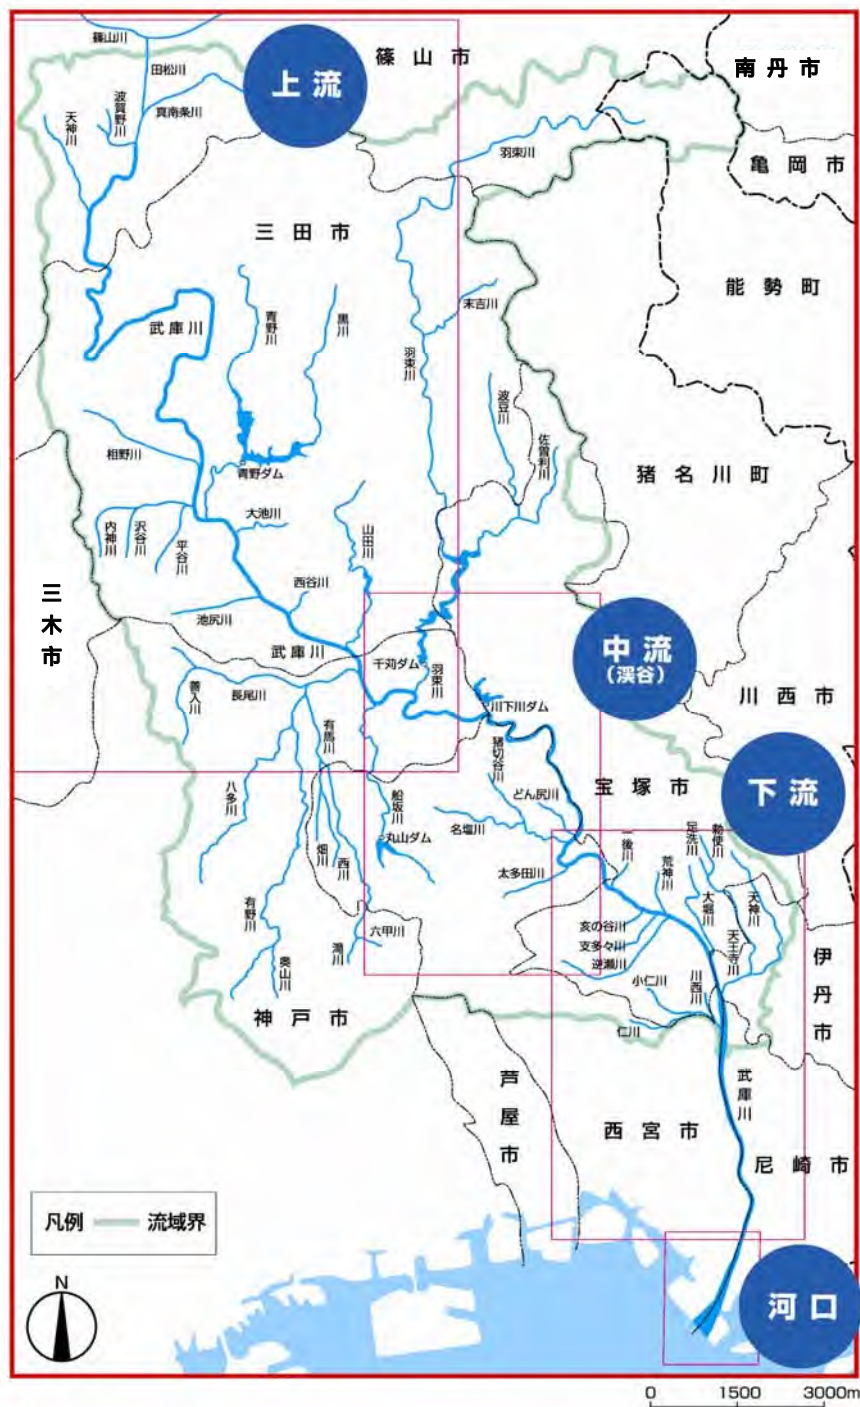 篠山川
田松川
上流
篠山市
南丹市
波賀野川
真南条川
天神川
羽束川
亀岡市
三田市
能勢町
末吉川
武庫川
青野川
黒川
羽束川
波豆川
佐曽利川
相野川
青野ダム
猪名川町
大池川
山田川
内神川
沢谷川
平谷川
三木市
西谷川
池尻川
武庫川
中流
(渓谷)
千苅ダム
羽束川
川西市
善入川
長尾川
川下川ダム
有馬川
猪切谷川
宝塚市
下流
八多川
船坂川
どん尻川
名塩川
丸山ダム
一後川
足洗川
勅使川
畑川
西川
太多田川
荒神川
大堀川
天神川
有野川
亥の谷川
支多々川
逆瀬川
天王寺川
伊丹市
六甲川
滝川
奥山川
小仁川
川西川
神戸市
仁川
芦屋市
武庫川
西宮市
尼崎市
凡例 流域界
N
河口
0 1500 3000m